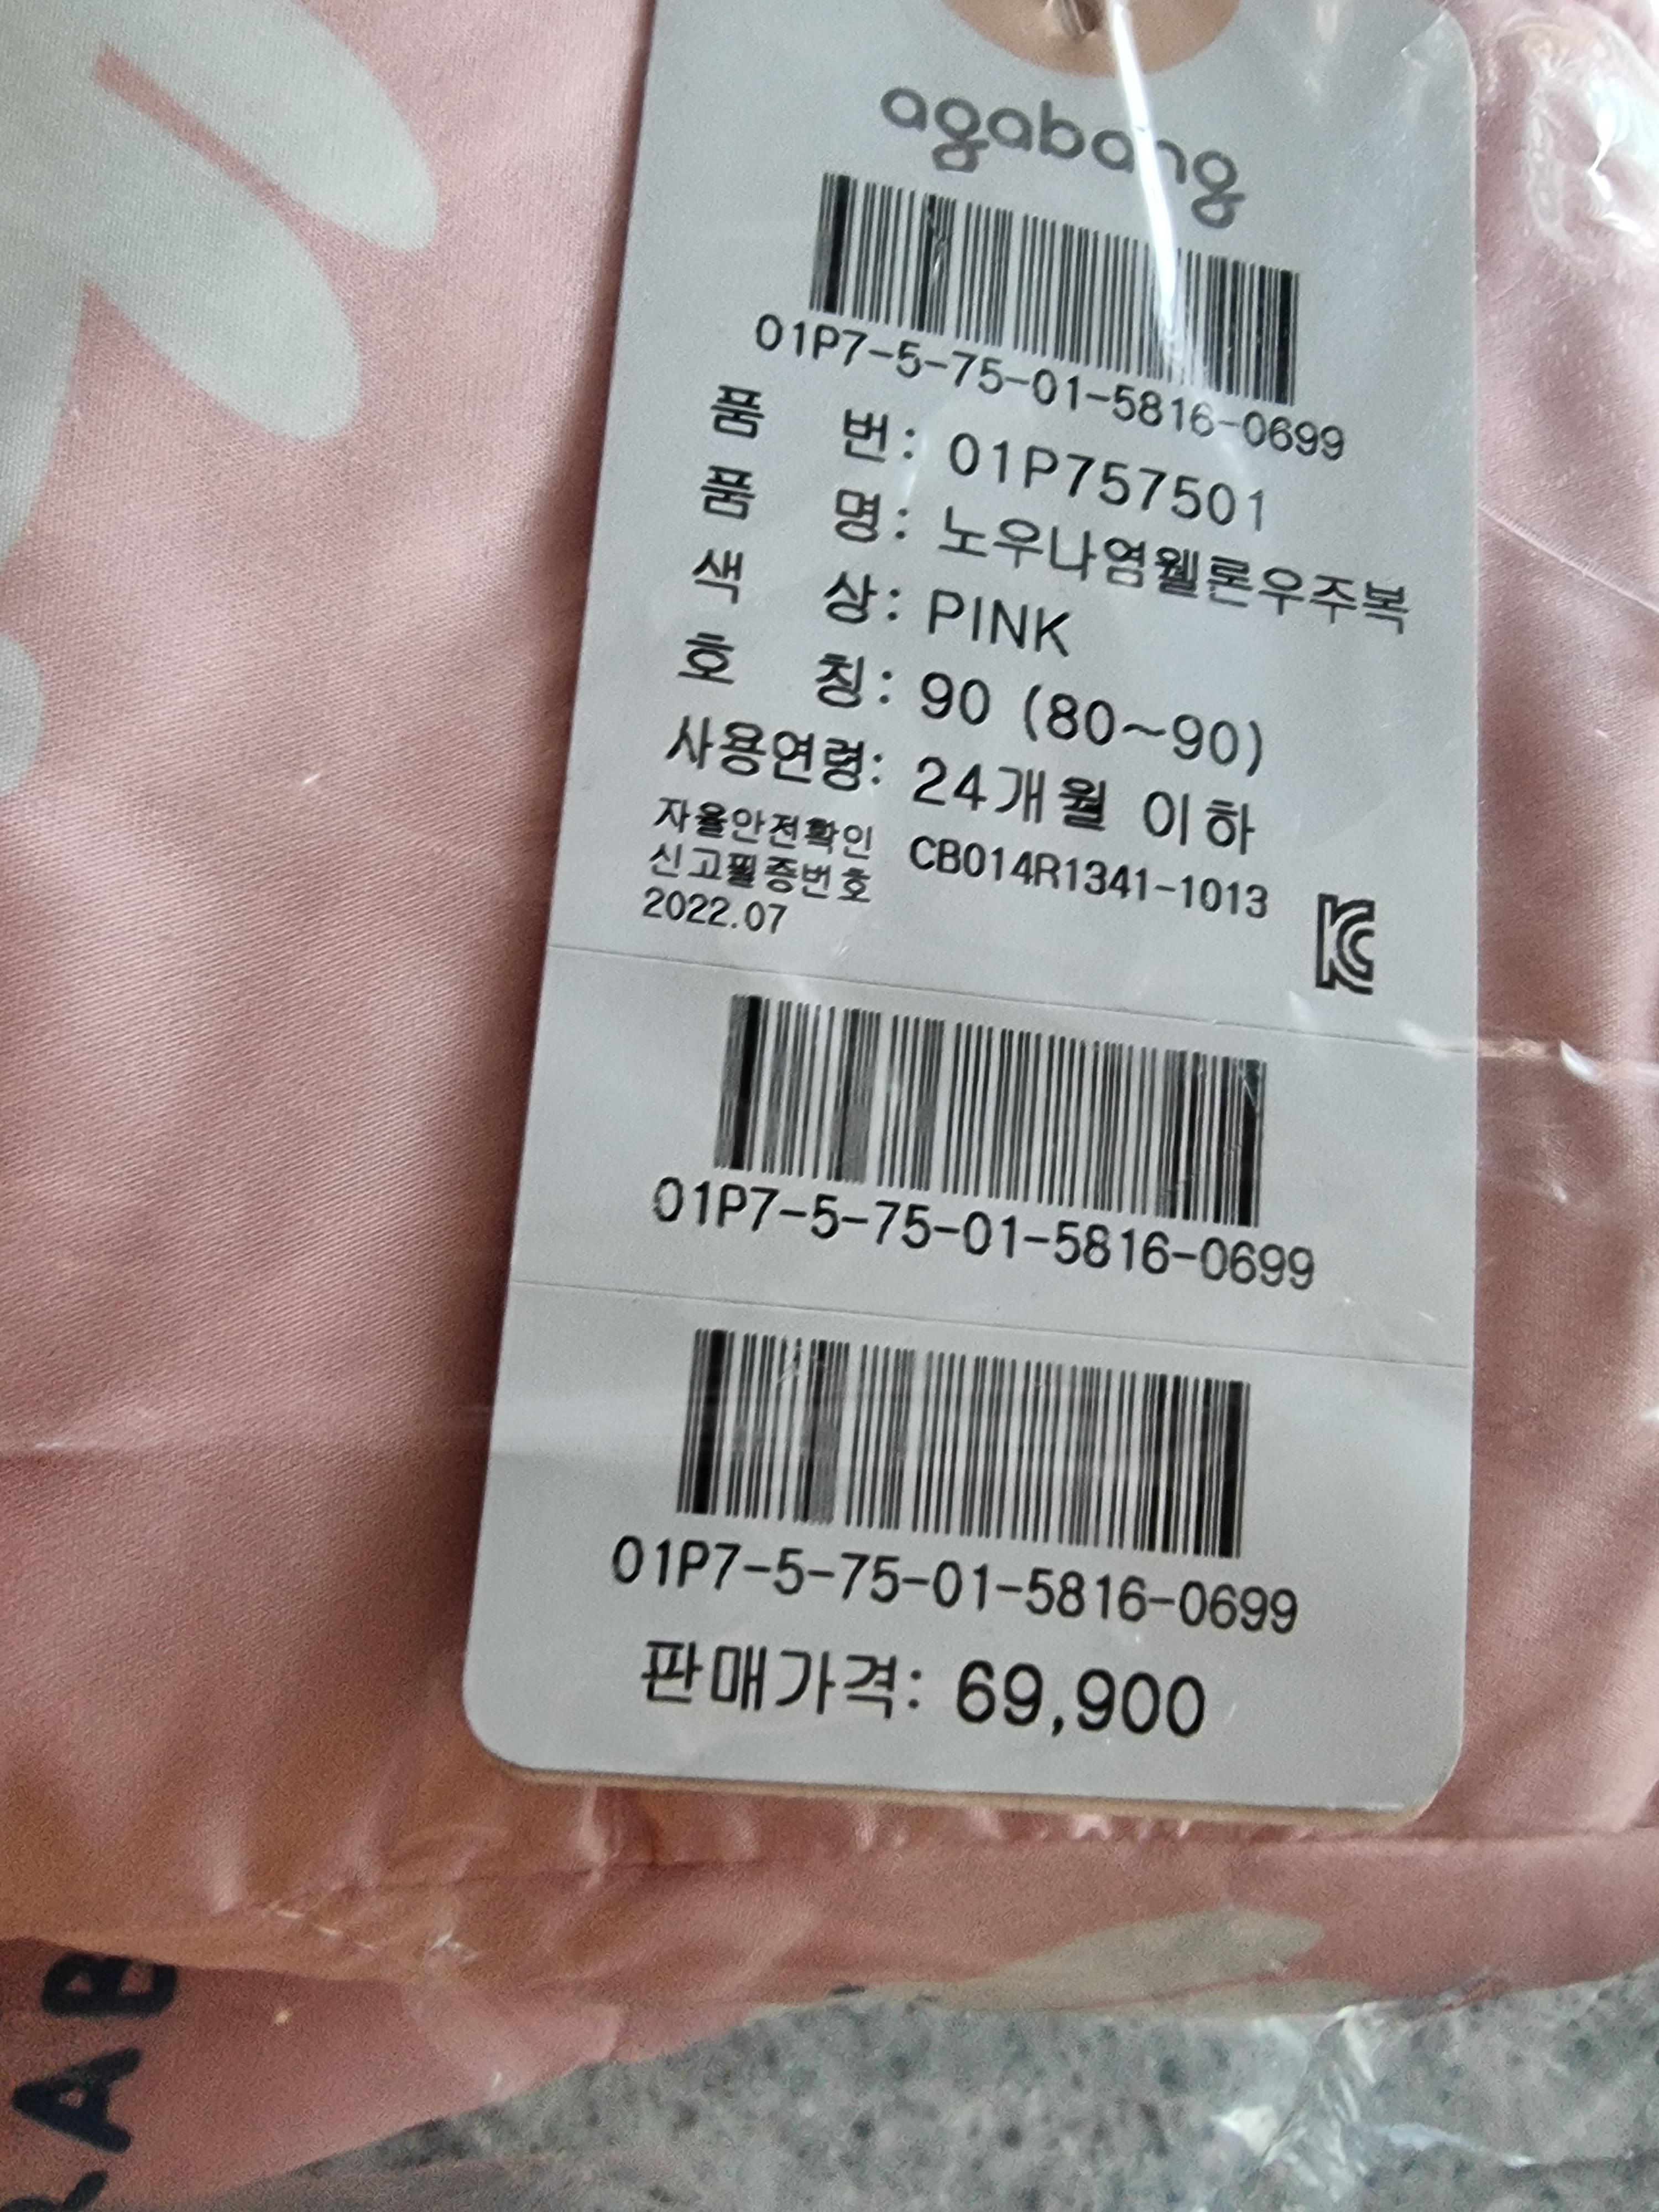 agabang
01P7-5-75-01-5816-0699
품 번: 01P757501
품 명: 노우나염웰론우주복
색 상: PINK
호 칭: 90 (80~90)
사용연령: 24개월 이하
자율안전확인
신고필증번호 CB014R1341-1013
2022.07
01P7-5-75-01-5816-0699
01P7-5-75-01-5816-0699
판매가격: 69,900